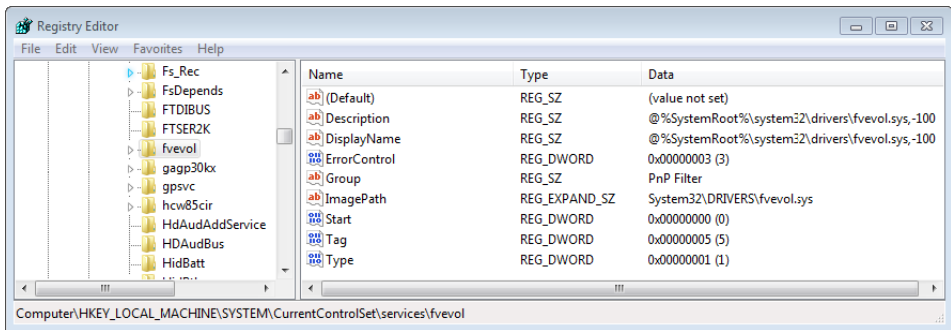 Registry Editor
File Edit View Favorites Help
Fs_Rec
FsDepends
FTDIBUS
FTSER2K
fvevol
gagp30kx
gpsvc
hcw85cir
HdAudAddService
HDAudBus
HidBatt
Name Type Data
(Default) REG_SZ (value not set)
Description REG_SZ @%SystemRoot%\system32\drivers\fvevol.sys,-100
DisplayName REG_SZ @%SystemRoot%\system32\drivers\fvevol.sys,-100
ErrorControl REG_DWORD 0x00000003 (3)
Group REG_SZ PnP Filter
ImagePath REG_EXPAND_SZ System32\DRIVERS\fvevol.sys
Start REG_DWORD 0x00000000 (0)
Tag REG_DWORD 0x00000005 (5)
Type REG_DWORD 0x00000001 (1)
Computer\HKEY_LOCAL_MACHINE\SYSTEM\CurrentControlSet\services\fvevol